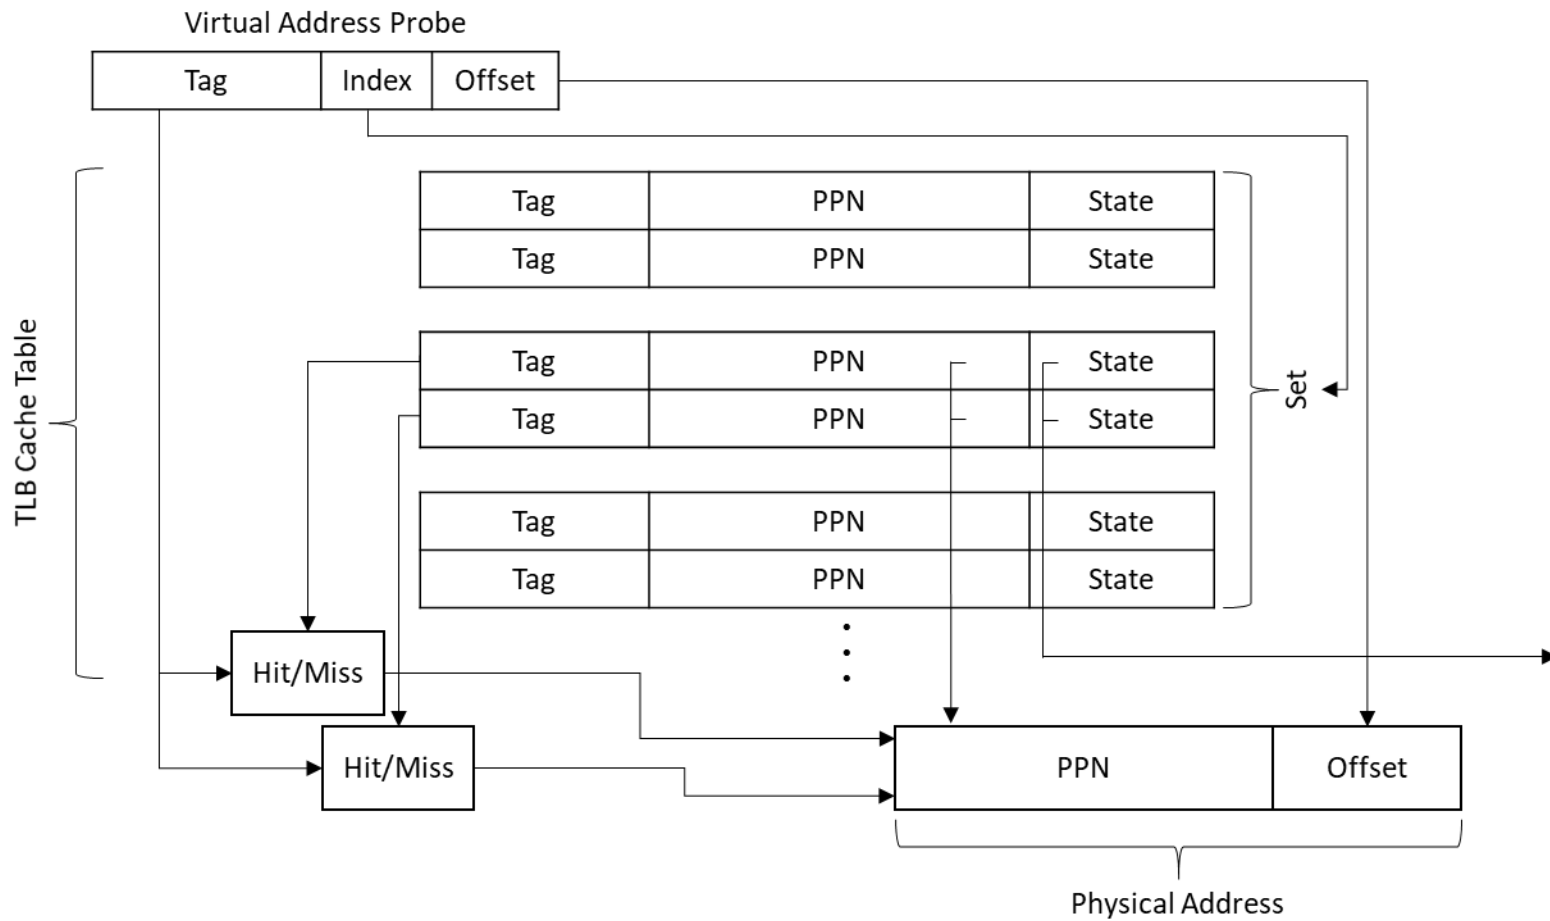 Virtual Address Probe
Tag Index Offset
Tag PPN State
Tag PPN State
TLB Cache Table
Tag PPN State
Tag PPN State
Set
Tag PPN State
Tag PPN State
Hit/Miss
Hit/Miss
PPN Offset
Physical Address